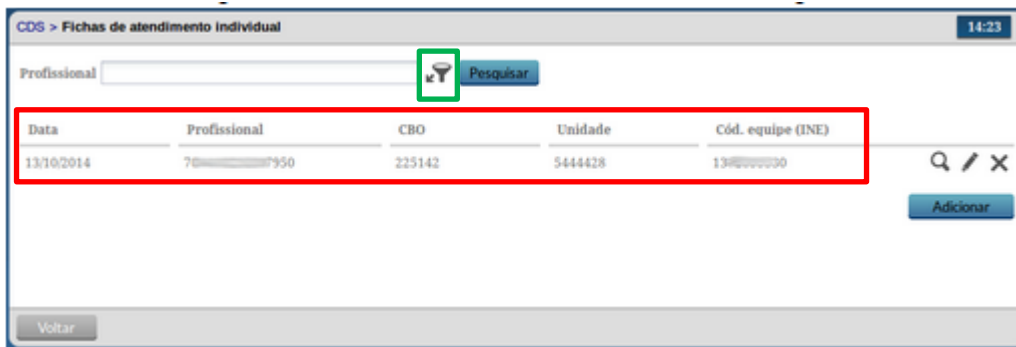 CDS > Fichas de atendimento individual 14:23
Profissional Pesquisar
Data Profissional CBO Unidade Cód. equipe (INE)
13/10/2014 7950 225142 5444428
Adicionar
Voltar